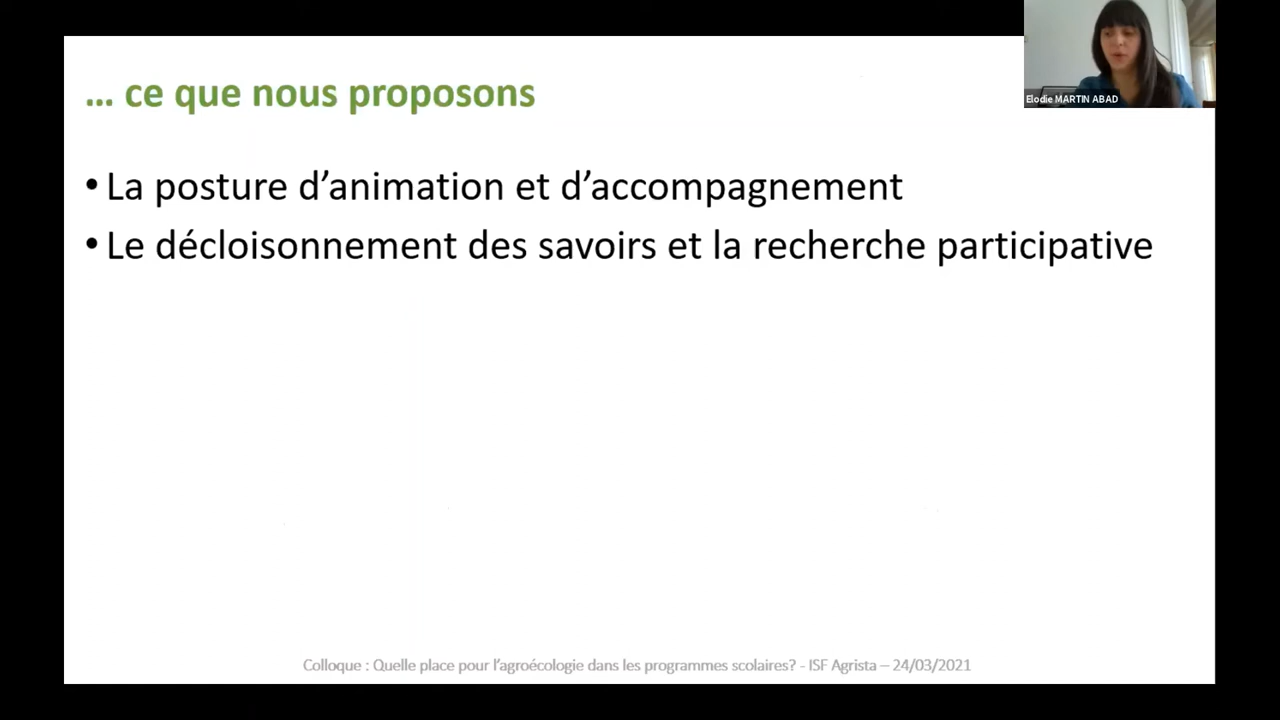 ... ce que nous proposons
Elodie MARTIN ABAD
• La posture d’animation et d’accompagnement
• Le décloisonnement des savoirs et la recherche participative
Colloque : Quelle place pour l’agroécologie dans les programmes scolaires? - ISF Agrista – 24/03/2021